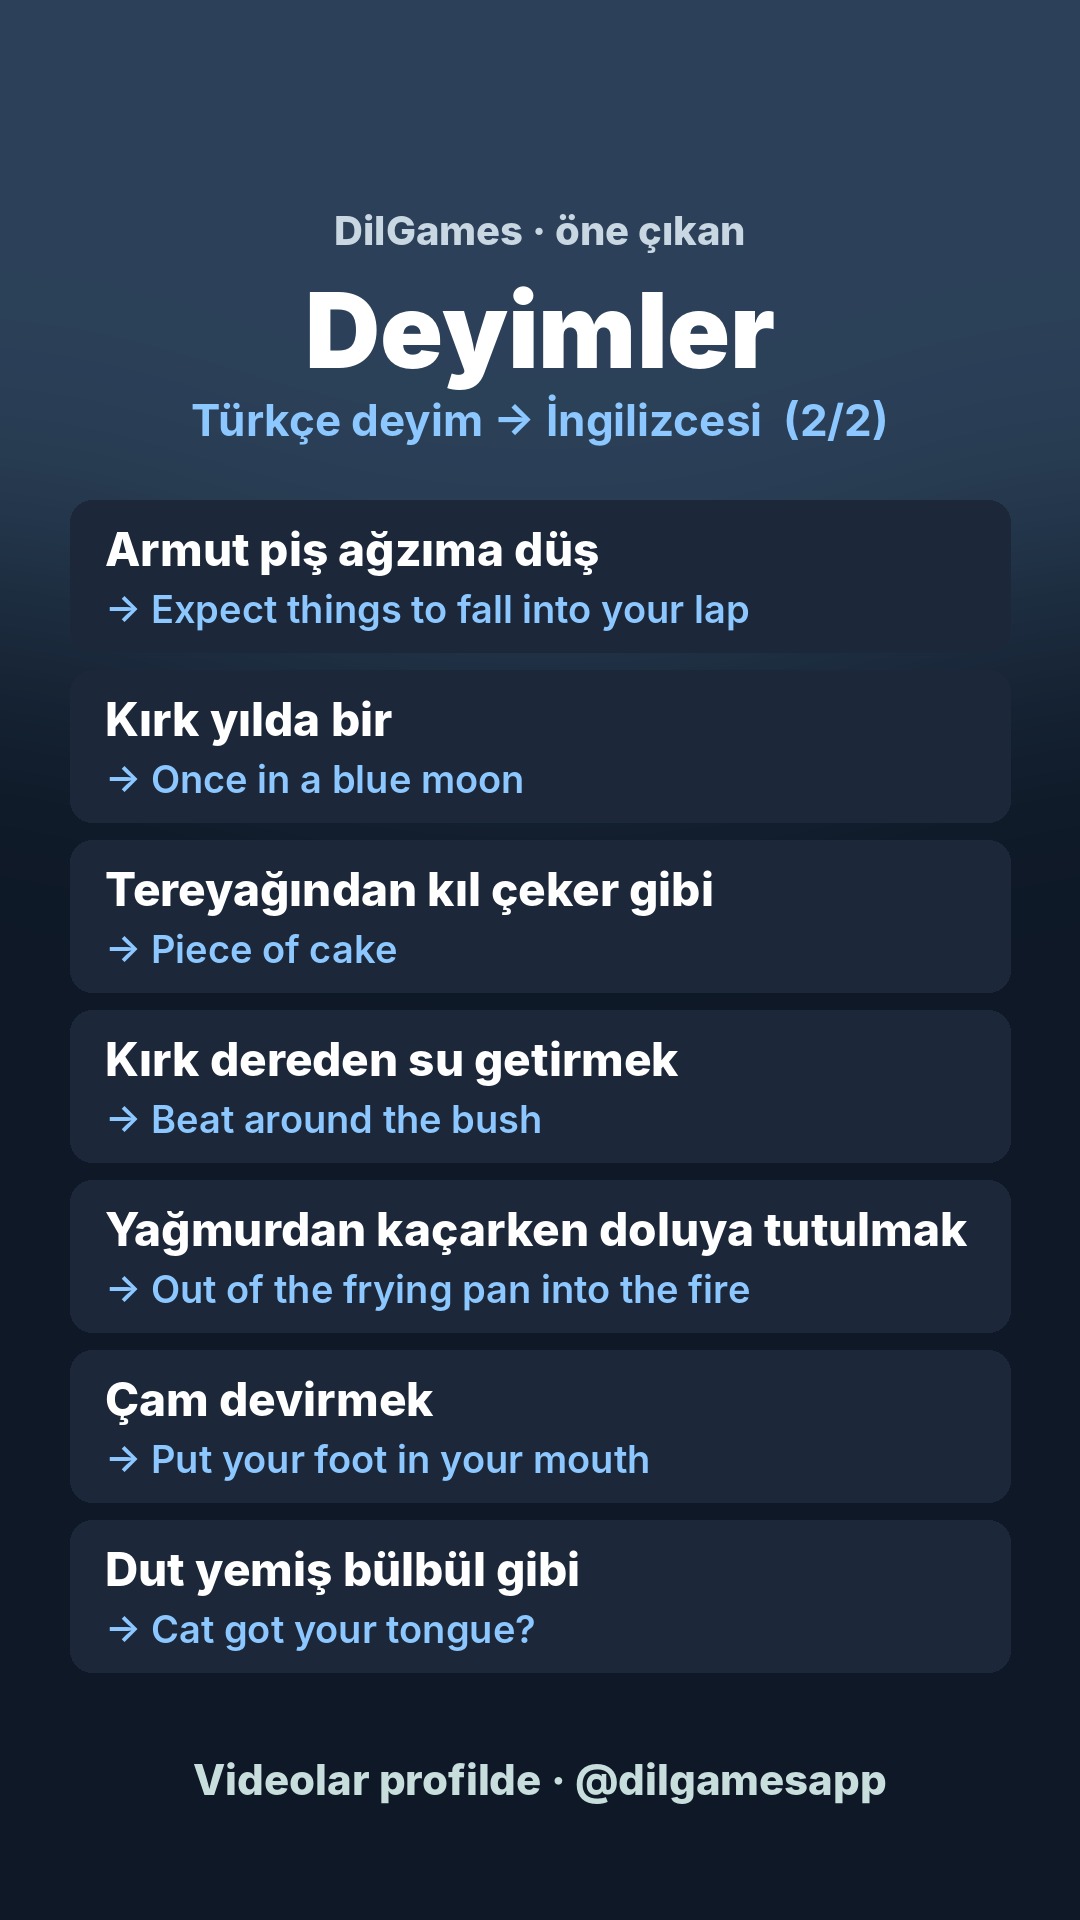 DilGames · öne çıkan
Deyimler
Türkçe deyim → İngilizcesi (2/2)
Armut piş ağzıma düş
→ Expect things to fall into your lap
Kırk yılda bir
→ Once in a blue moon
Tereyağından kıl çeker gibi
→ Piece of cake
Kırk dereden su getirmek
→ Beat around the bush
Yağmurdan kaçarken doluya tutulmak
→ Out of the frying pan into the fire
Çam devirmek
→ Put your foot in your mouth
Dut yemiş bülbül gibi
→ Cat got your tongue?
Videolar profilde · @dilgamesapp